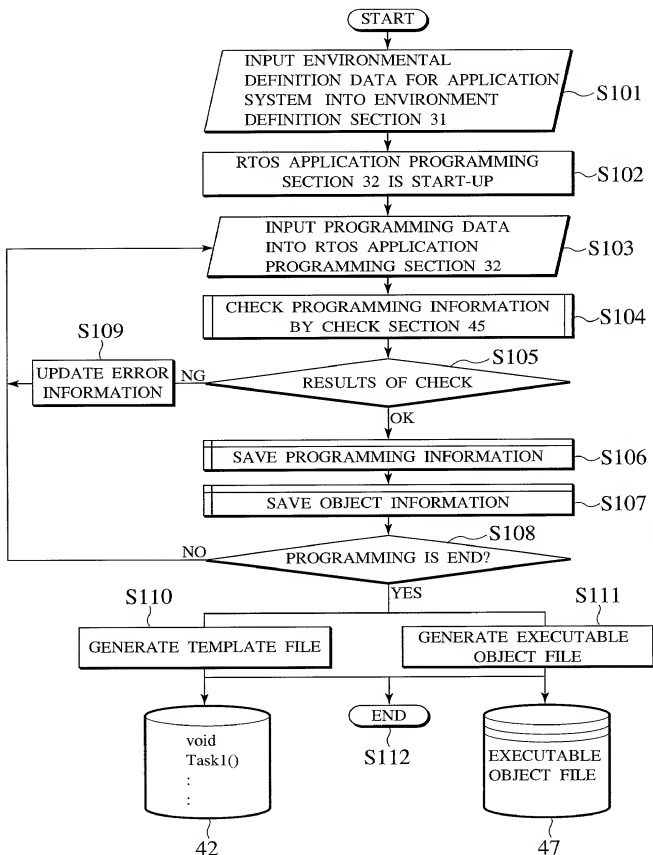 START
INPUT ENVIRONMENTAL
DEFINITION DATA FOR APPLICATION
SYSTEM INTO ENVIRONMENT
DEFINITION SECTION 31
S101
RTOS APPLICATION PROGRAMMING
SECTION 32 IS START-UP
S102
INPUT PROGRAMMING DATA
INTO RTOS APPLICATION
PROGRAMMING SECTION 32
S103
CHECK PROGRAMMING INFORMATION
BY CHECK SECTION 45
S104
S109
UPDATE ERROR
INFORMATION
NG
S105
RESULTS OF CHECK
OK
SAVE PROGRAMMING INFORMATION
S106
SAVE OBJECT INFORMATION
S107
S108
NO
PROGRAMMING IS END?
YES
S110
GENERATE TEMPLATE FILE
S111
GENERATE EXECUTABLE
OBJECT FILE
void
Task1()
:
:
42
END
S112
EXECUTABLE
OBJECT FILE
47